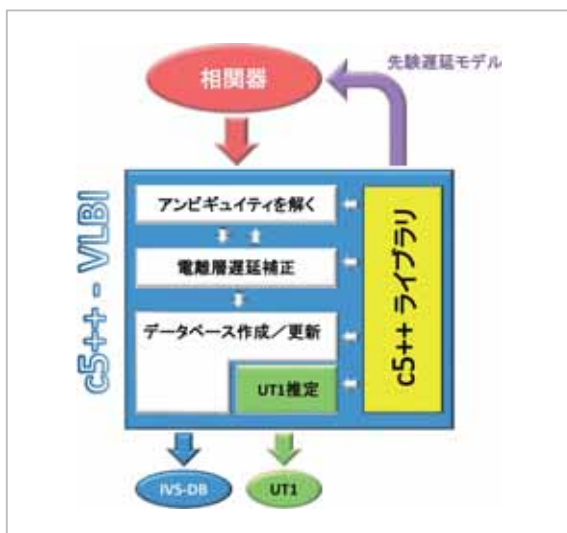 先験遅延モデル
相関器
c5++ - VLBI
アンビギュイティを解く
電離層遅延補正
データベース作成／更新
UT1推定
c5++ ライブラリ
IVS-DB
UT1